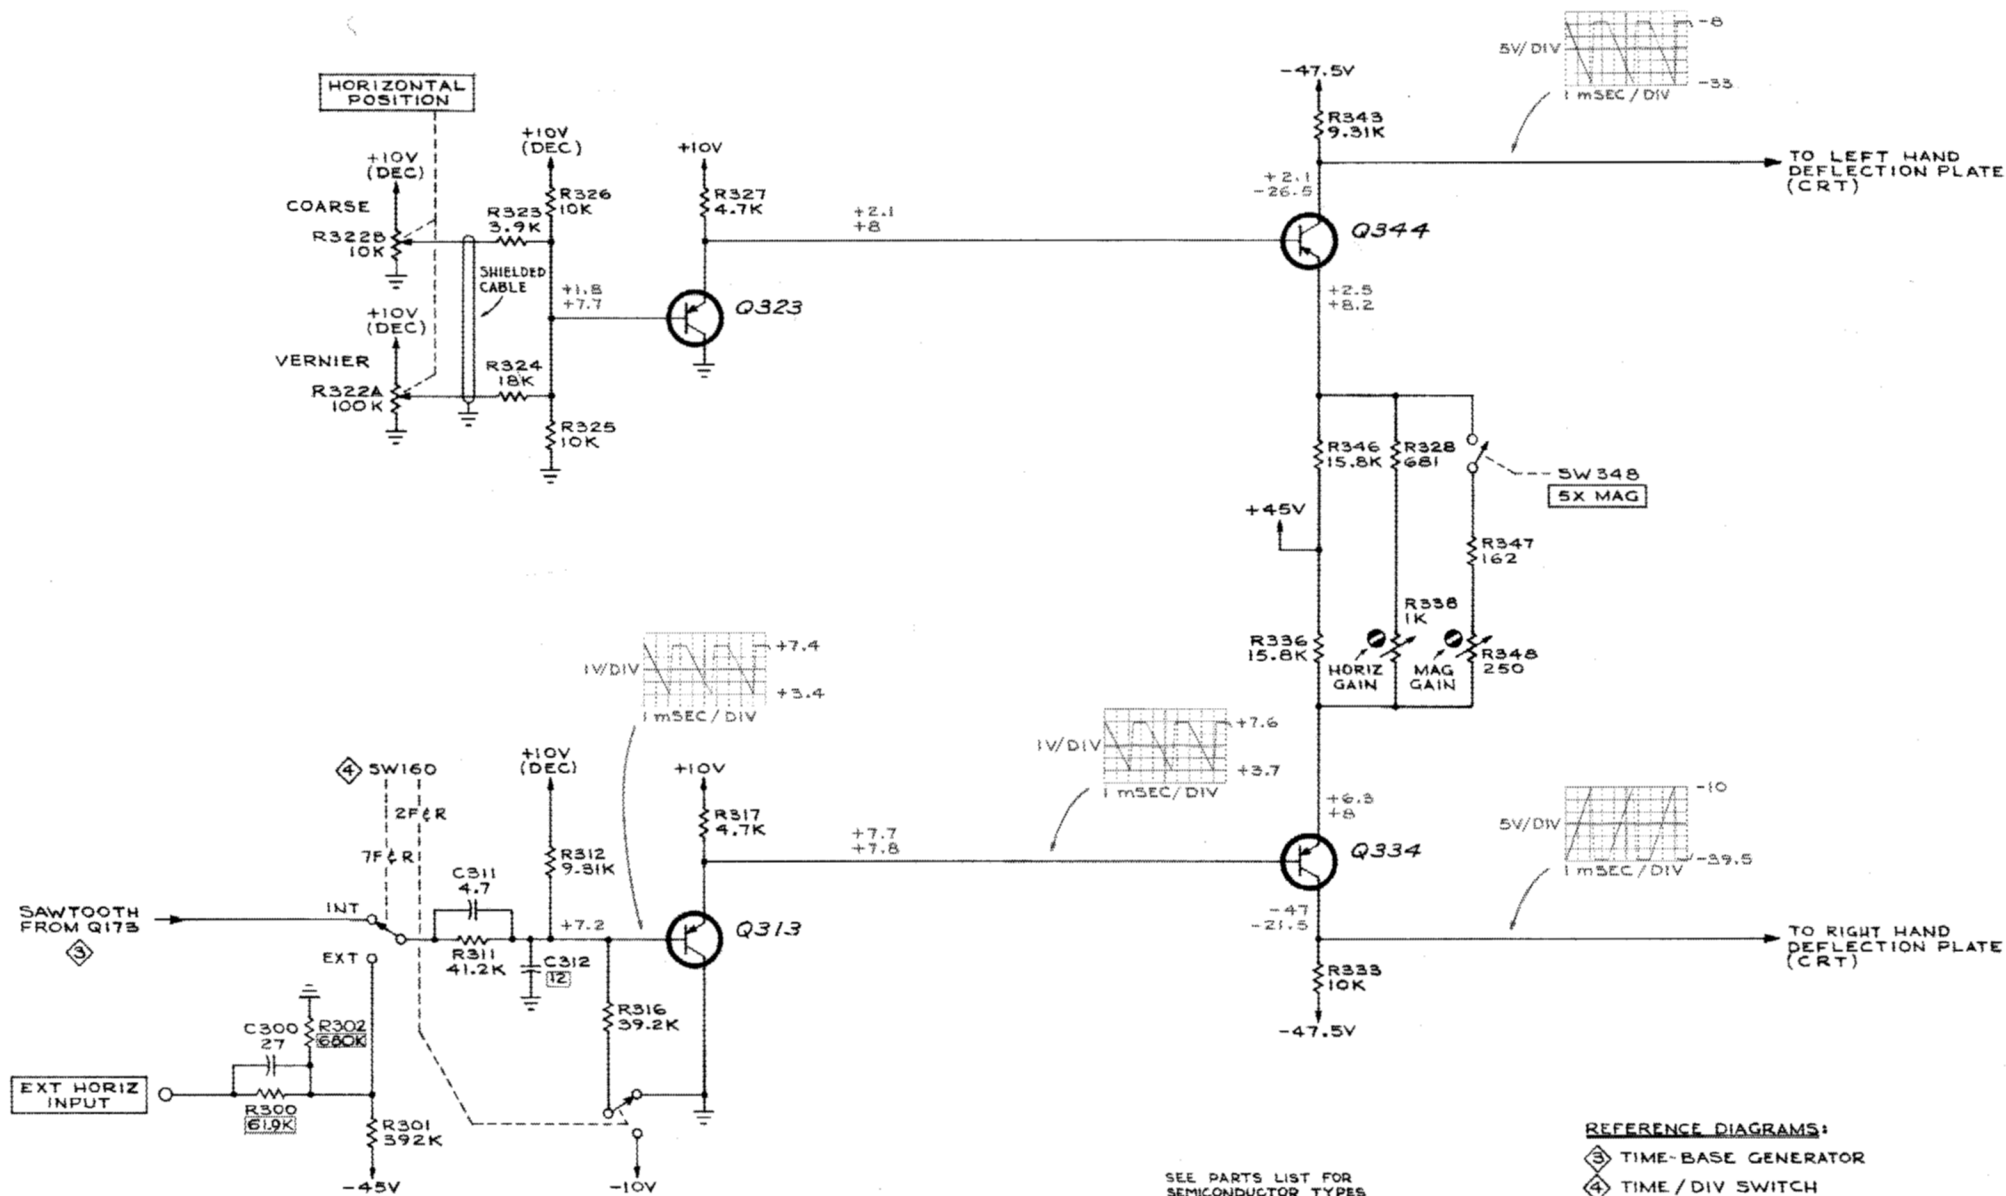 HORIZONTAL
POSITION
+10V
(DEC)
COARSE
R322B
10K
+10V
(DEC)
VERNIER
R322A
100K
SHIELDED
CABLE
R323
3.9K
R324
18K
+10V
(DEC)
R326
10K
R325
10K
+1.8
+7.7
+10V
R327
4.7K
Q323
+2.1
+8
-47.5V
R343
9.31K
+2.1
-26.5
Q344
+2.5
+8.2
5V/DIV
-8
-33
1 mSEC/DIV
TO LEFT HAND
DEFLECTION PLATE
(CRT)
R346
15.8K
R328
681
SW348
5X MAG
+45V
R347
162
R338
1K
R336
15.8K
HORIZ
GAIN
MAG
GAIN
R348
250
1V/DIV
+7.4
+3.4
1 mSEC/DIV
1V/DIV
+7.6
+3.7
1 mSEC/DIV
4 SW160
2F&R
7F&R
+10V
(DEC)
R312
9.31K
+10V
R317
4.7K
+7.7
+7.8
+6.3
+8
Q334
-47
-21.5
5V/DIV
-10
-39.5
1 mSEC/DIV
SAWTOOTH
FROM Q173
3
INT
EXT
C311
4.7
R311
41.2K
+7.2
C312
12
Q313
R316
39.2K
TO RIGHT HAND
DEFLECTION PLATE
(CRT)
R333
10K
-47.5V
C300
27
R302
680K
EXT HORIZ
INPUT
R300
61.9K
R301
392K
-45V
-10V
SEE PARTS LIST FOR
SEMICONDUCTOR TYPES
REFERENCE DIAGRAMS:
3 TIME-BASE GENERATOR
4 TIME/DIV SWITCH